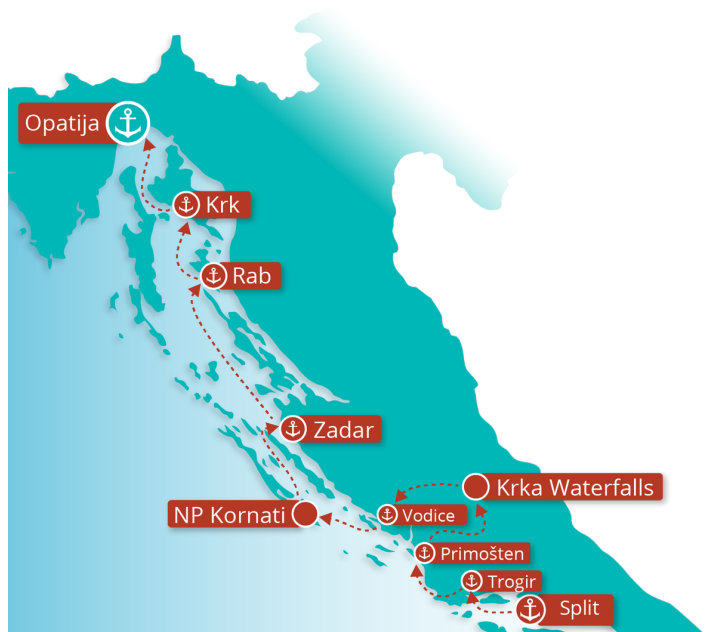 Opatija
Krk
Rab
Zadar
Krka Waterfalls
NP Kornati
Vodice
Primošten
Trogir
Split